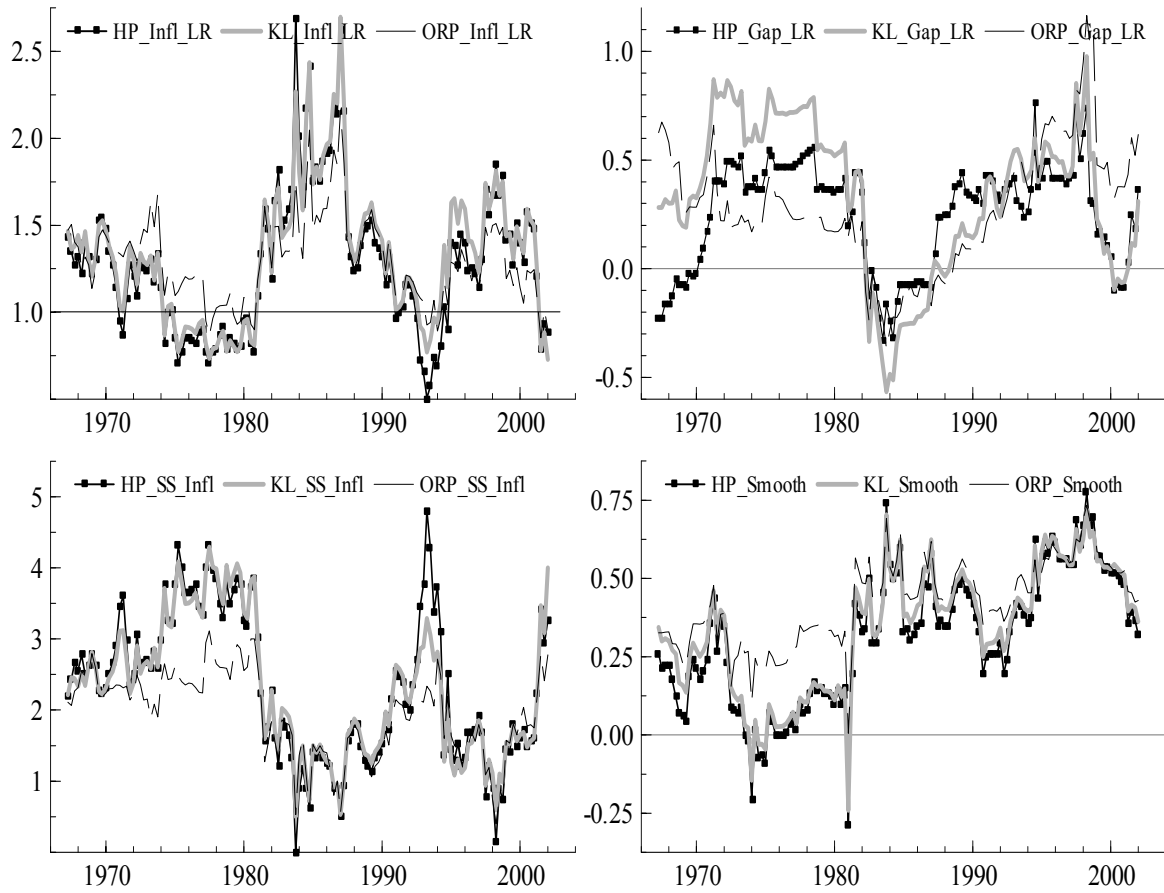 HP_Infl_LR KL_Infl_LR ORP_Infl_LR
2.5
2.0
1.5
1.0
1970 1980 1990 2000
HP_Gap_LR KL_Gap_LR ORP_Gap_LR
1.0
0.5
0.0
-0.5
1970 1980 1990 2000
HP_SS_Infl KL_SS_Infl ORP_SS_Infl
5
4
3
2
1
1970 1980 1990 2000
HP_Smooth KL_Smooth ORP_Smooth
0.75
0.50
0.25
0.00
-0.25
1970 1980 1990 2000